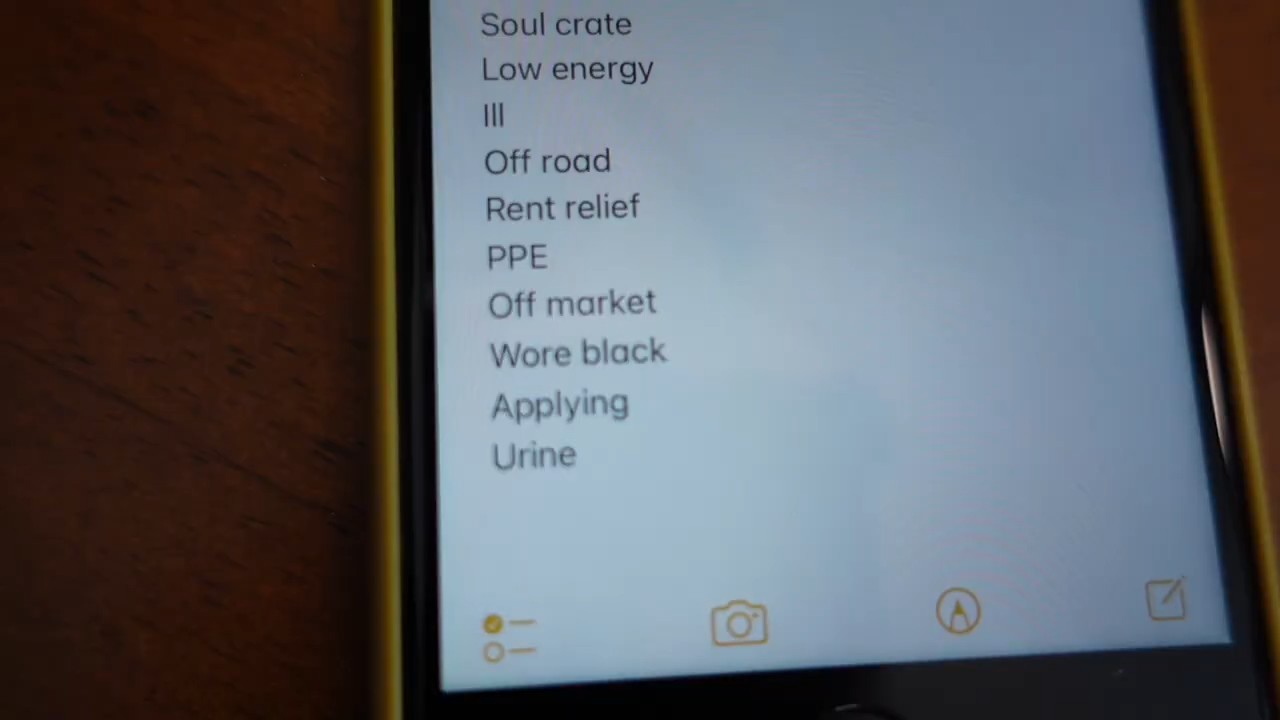 Soul crate
Low energy
Ill
Off road
Rent relief
PPE
Off market
Wore black
Applying
Urine